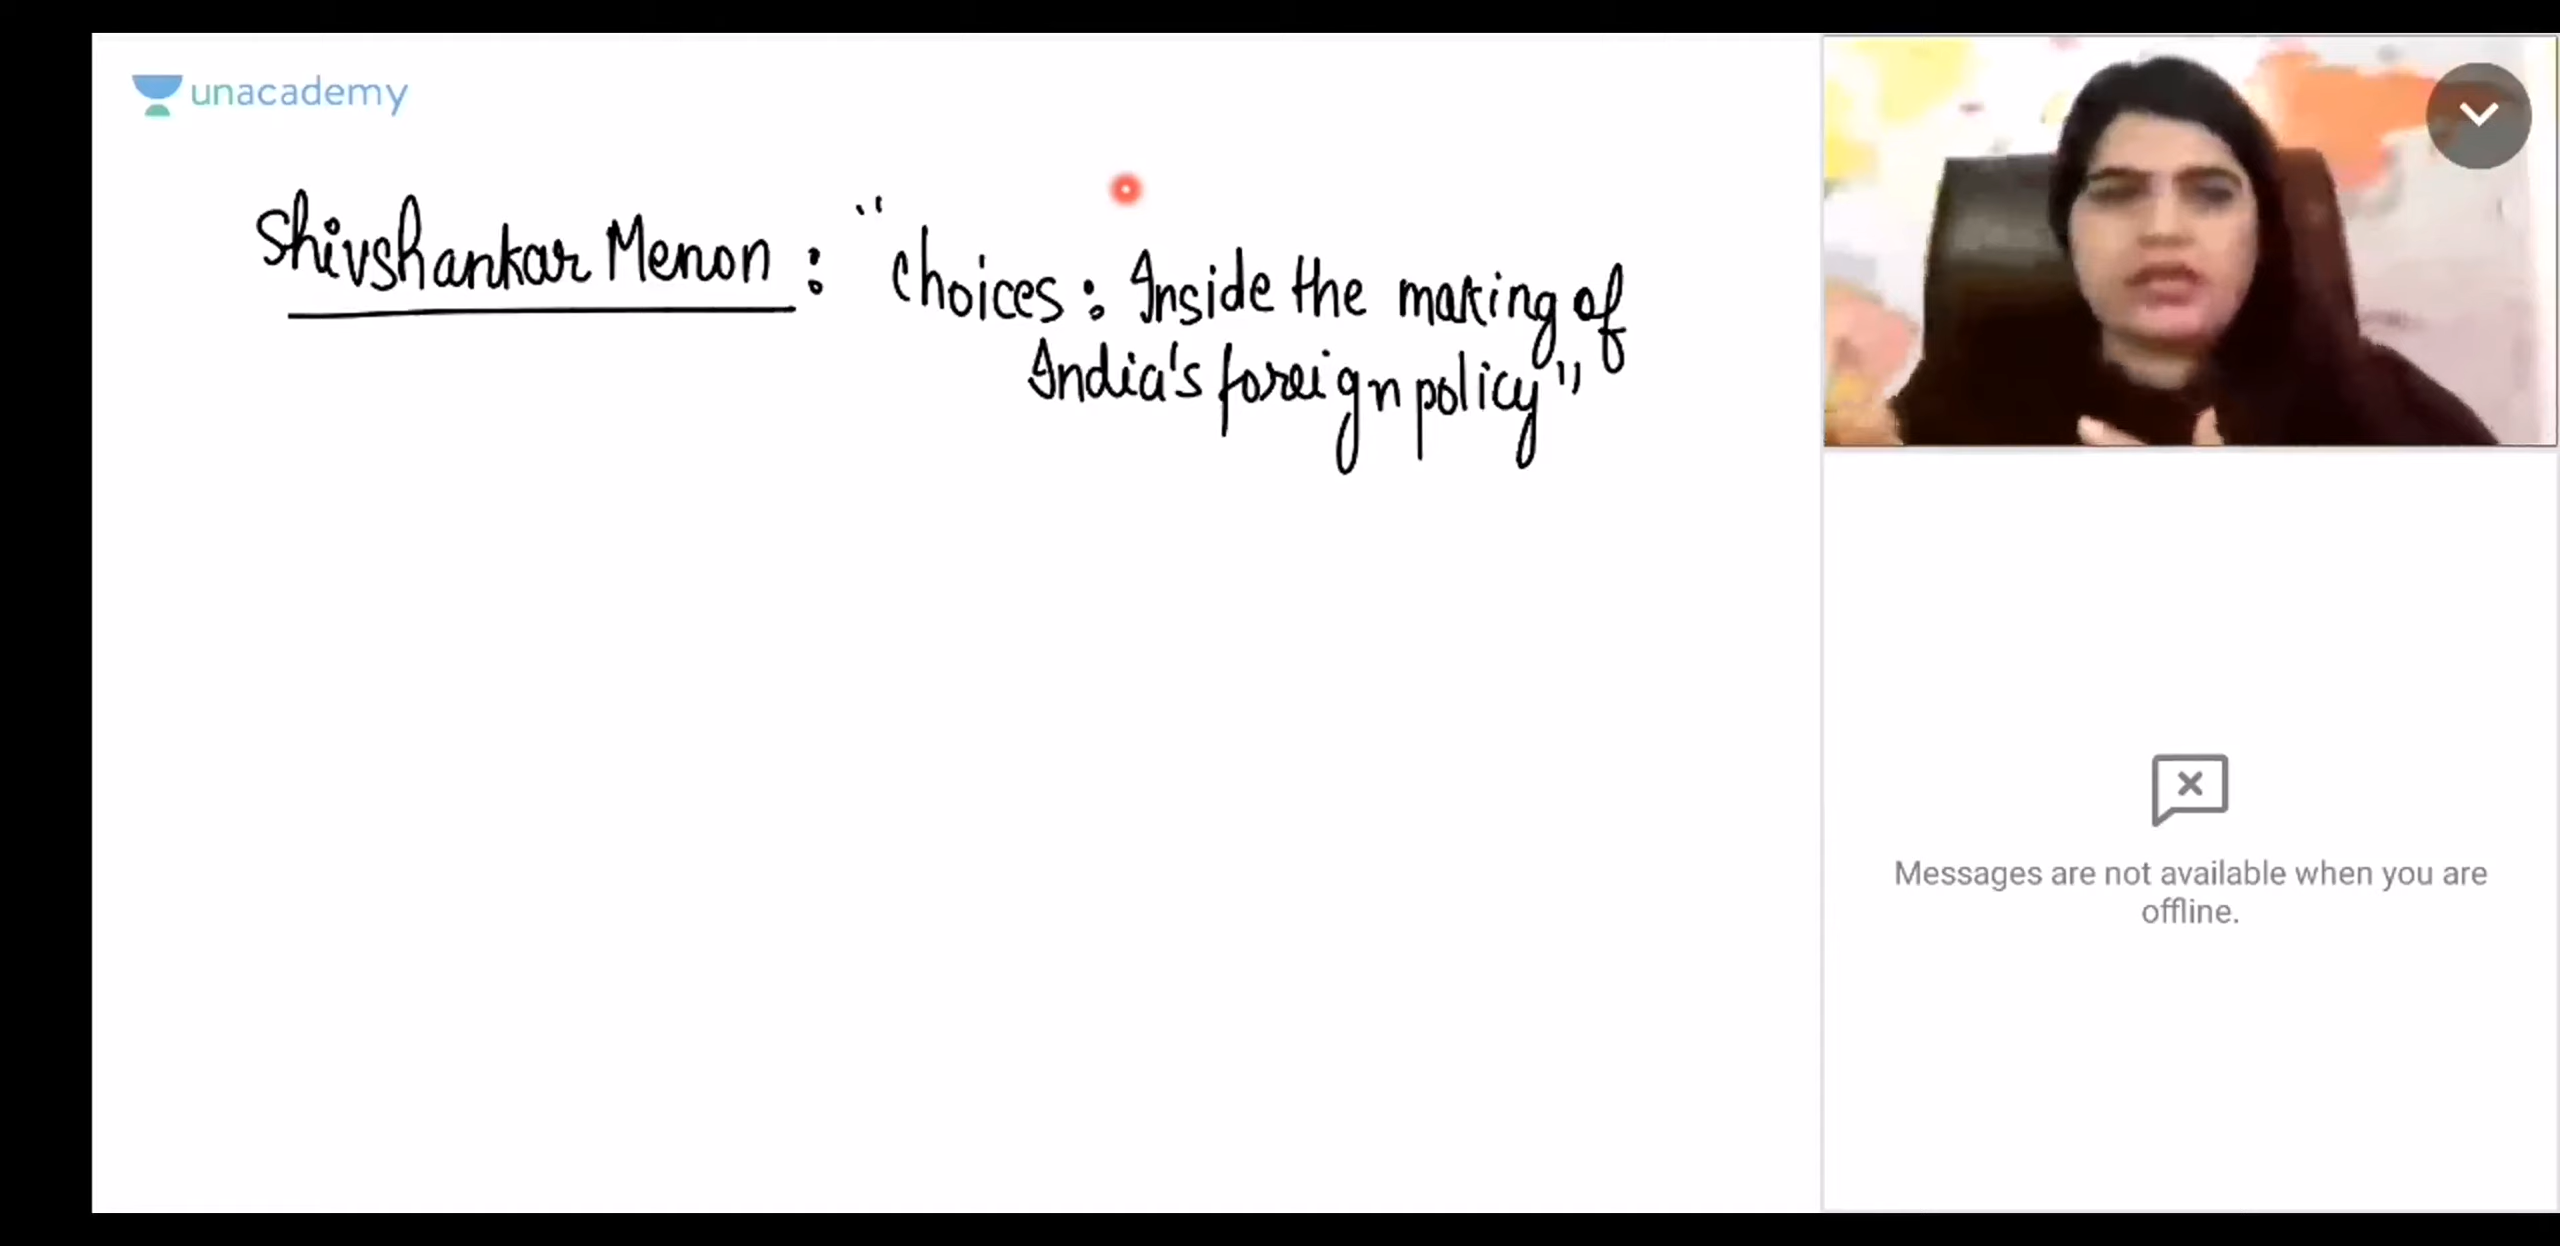 unacademy
Shivshankar Menon : "choices : Inside the making of
India's foreign policy"
Messages are not available when you are
offline.